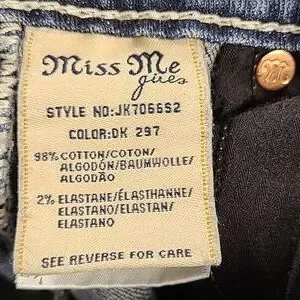 Miss Me
girls
STYLE NO:JK7066S2
COLOR:DK 297
98% COTTON/COTON/
ALGODÓN/BAUMWOLLE/
ALGODÃO
2% ELASTANE/ÉLASTHANNE/
ELASTANO/ELASTAN/
ELASTANO
SEE REVERSE FOR CARE
M